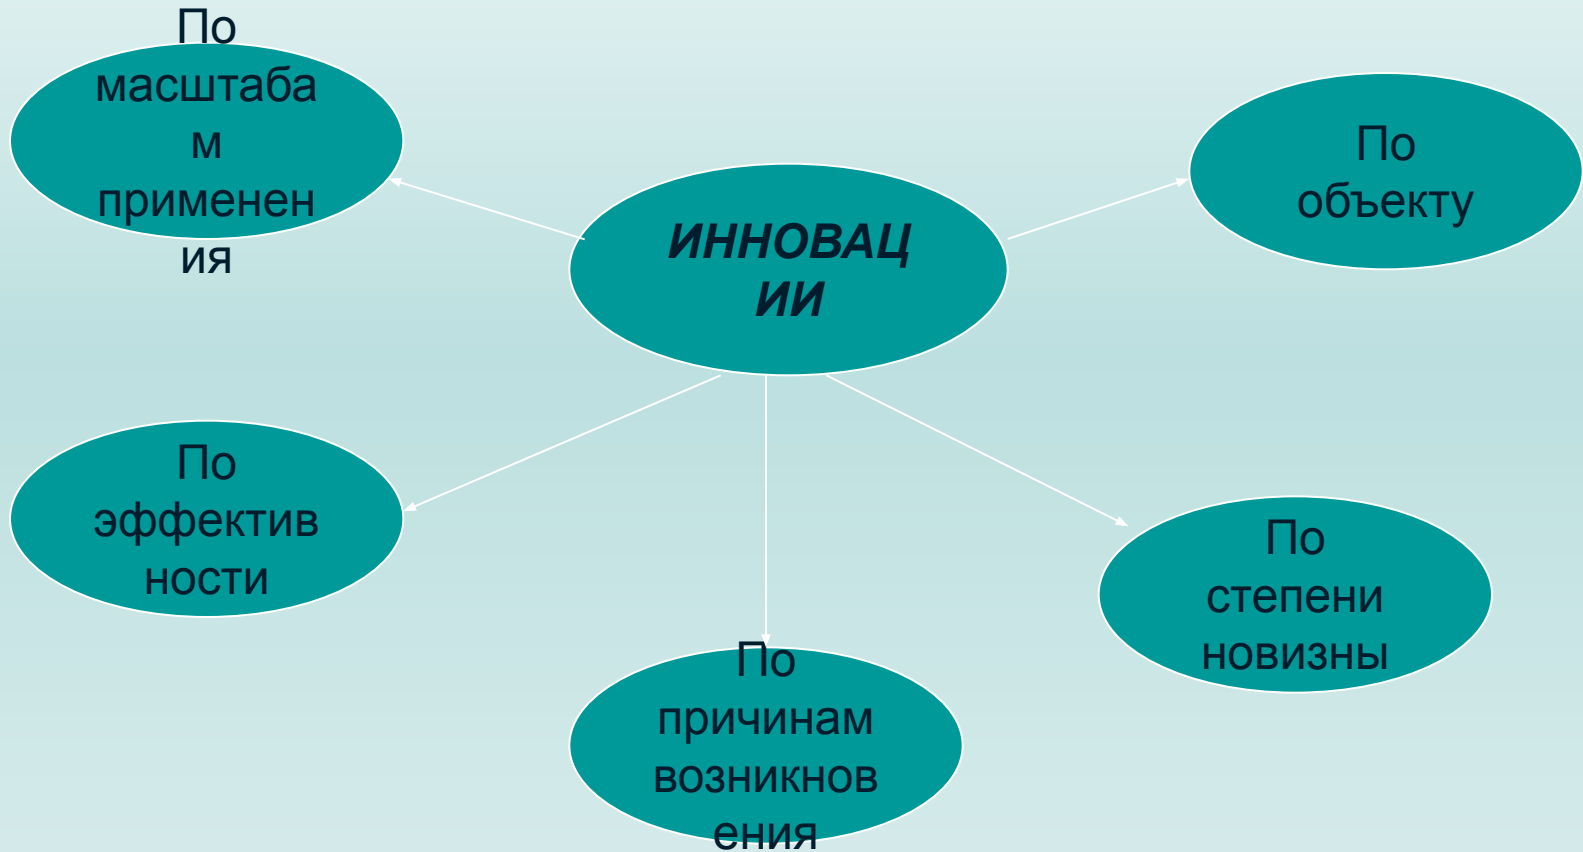 По
масштаба
м
применен
ия
По
объекту
ИННОВАЦ
ИИ
По
эффектив
ности
По
степени
новизны
По
причинам
возникнов
ения